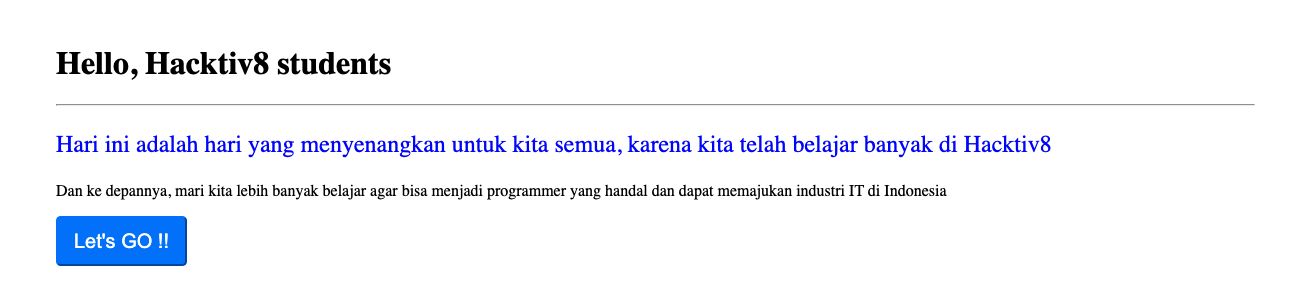 Hello, Hacktiv8 students
Hari ini adalah hari yang menyenangkan untuk kita semua, karena kita telah belajar banyak di Hacktiv8
Dan ke depannya, mari kita lebih banyak belajar agar bisa menjadi programmer yang handal dan dapat memajukan industri IT di Indonesia
Let's GO !!